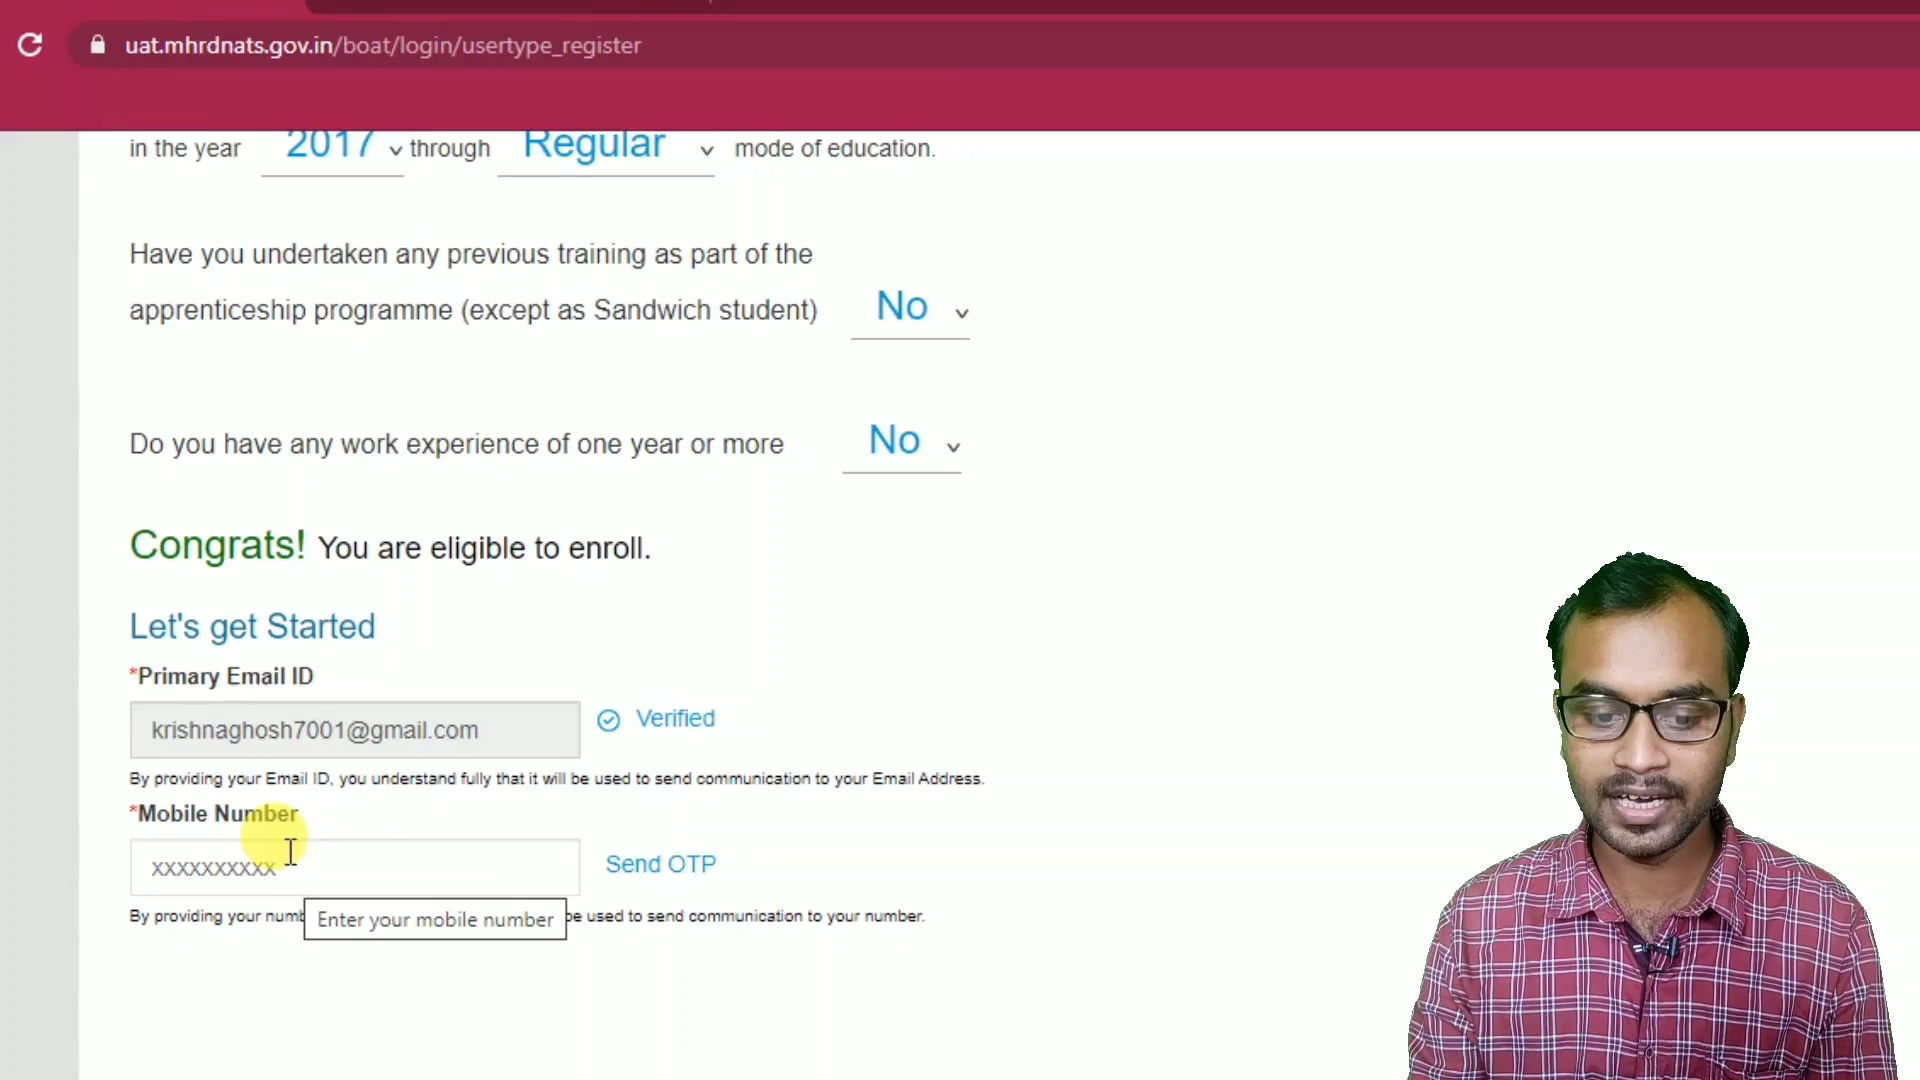 uat.mhrdnats.gov.in/boat/login/usertype_register
in the year 2017 through Regular mode of education.
Have you undertaken any previous training as part of the
apprenticeship programme (except as Sandwich student) No
Do you have any work experience of one year or more No
Congrats! You are eligible to enroll.
Let's get Started
*Primary Email ID
krishnaghosh7001@gmail.com Verified
By providing your Email ID, you understand fully that it will be used to send communication to your Email Address.
*Mobile Number
xxxxxxxxxx Send OTP
By providing your be used to send communication to your number.
Enter your mobile number